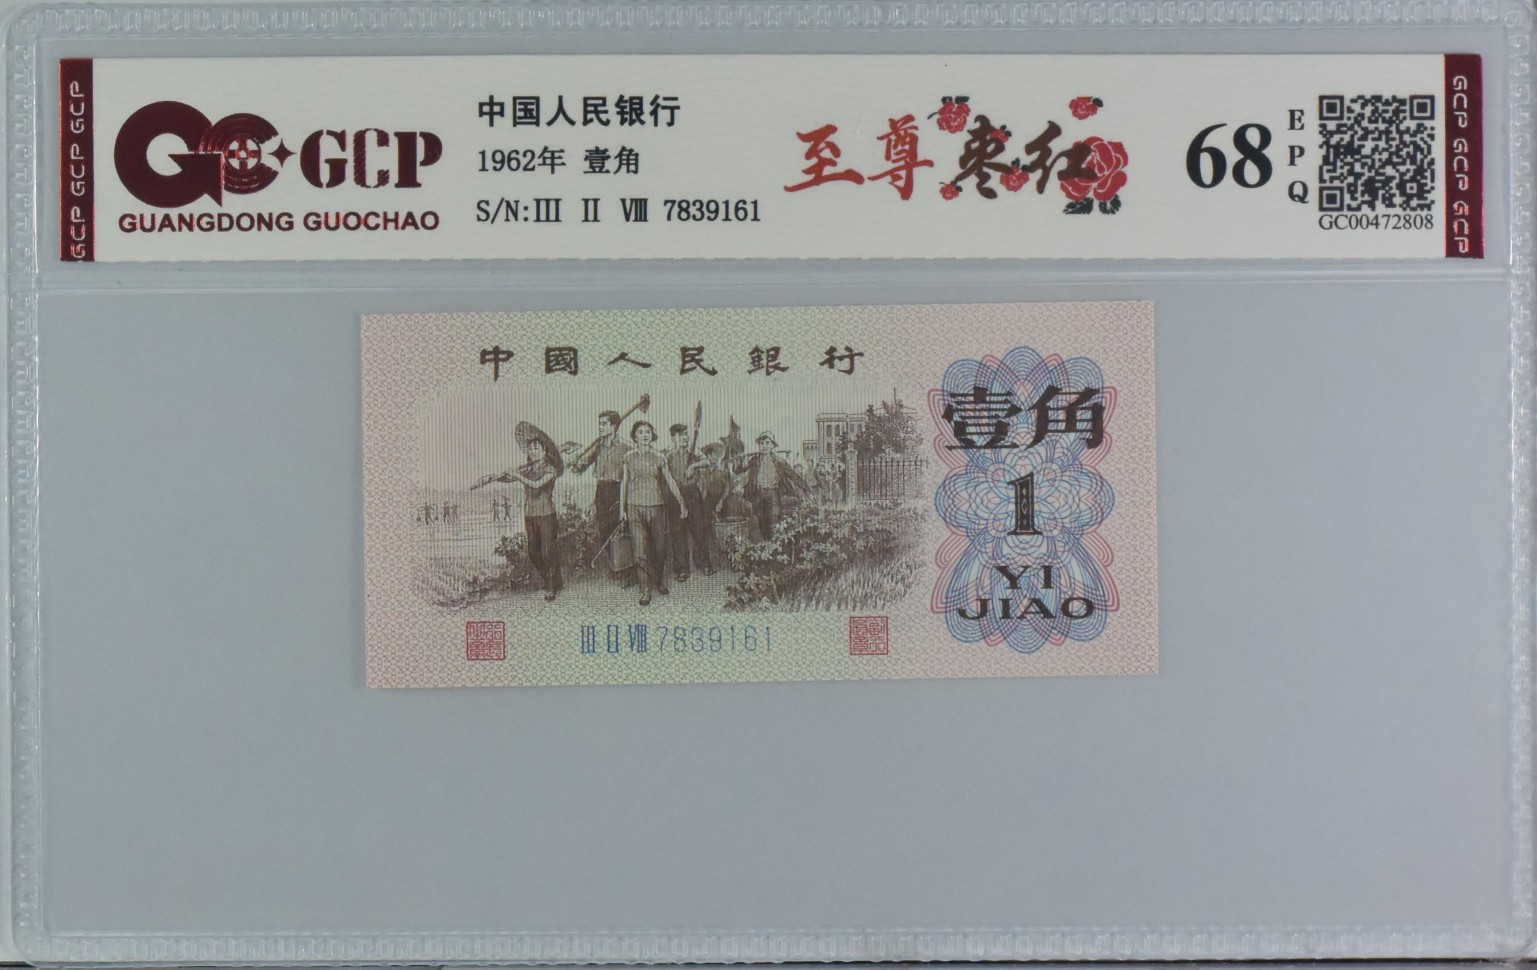 GCP GCP GCP
GCP
GUANGDONG GUOCHAO
中国人民银行
1962年 壹角
S/N:III II VIII 7839161
至尊枣红
68
EPQ
GC00472808
GCP GCP GCP
中國人民銀行
壹角
1
YI
JIAO
III II VIII 7839161